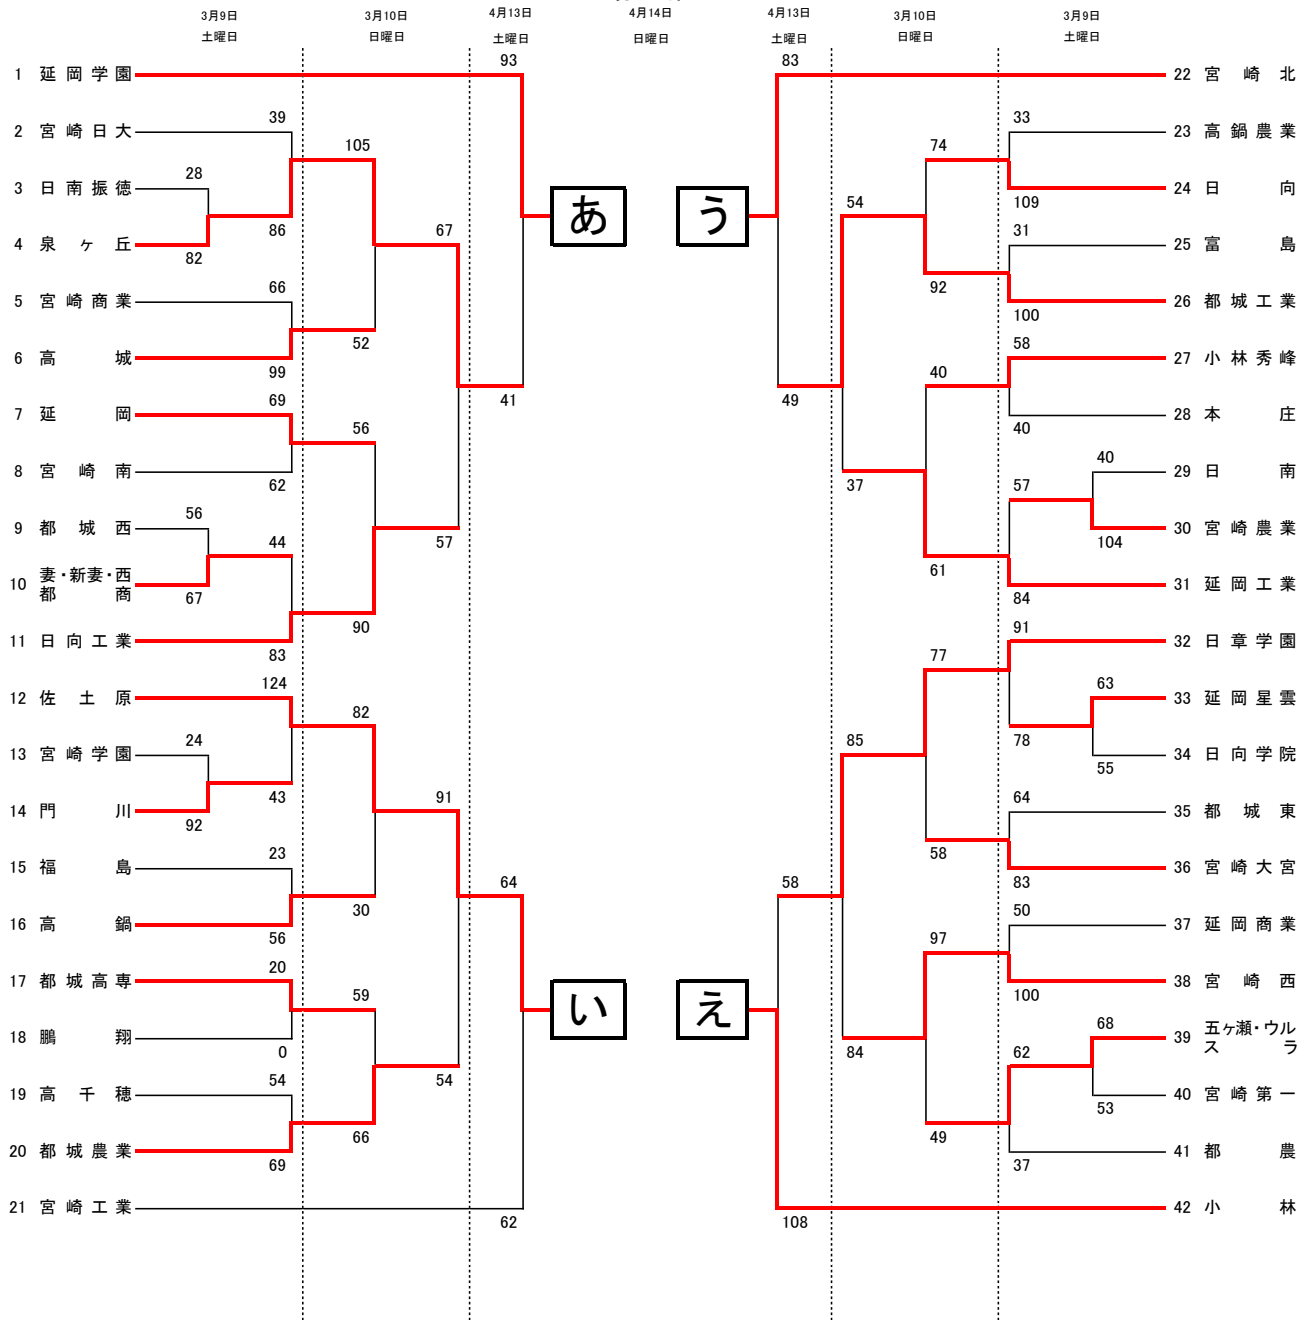 3月9日 3月10日 4月13日 4月14日 4月13日 3月10日 3月9日
土曜日 日曜日 土曜日 日曜日 土曜日 日曜日 土曜日
1 延岡学園 93 83 22 宮崎北
2 宮崎日大 39 33 23 高鍋農業
105 74
3 日南振徳 28 24 日向
109
あ う
86 54
4 泉ヶ丘 67 31 25 富島
82 92
5 宮崎商業 66 26 都城工業
100
52 58
6 高城 27 小林秀峰
99 40
69 41 49
7 延岡 28 本庄
56 40
40
8 宮崎南 29 日南
62 37 57
9 都城西 56 30 宮崎農業
44 57 104
10 妻・新妻・西
都商
67 61 31 延岡工業
84
90 91
11 日向工業 32 日章学園
83 77
124 63
12 佐土原 33 延岡星雲
82 85 78
13 宮崎学園 24 34 日向学院
55
43 64
14 門川 91 35 都城東
92
23 58
15 福島 36 宮崎大宮
64 58 83
30 50
16 高鍋 37 延岡商業
56 97
20
17 都城高専 38 宮崎西
59 100
い え
68
18 鵬翔 39 五ヶ瀬・ウル
スラ
0 84 62
54 54
19 高千穂 40 宮崎第一
53
66 49
20 都城農業 41 都農
69 37
21 宮崎工業 42 小林
62 108